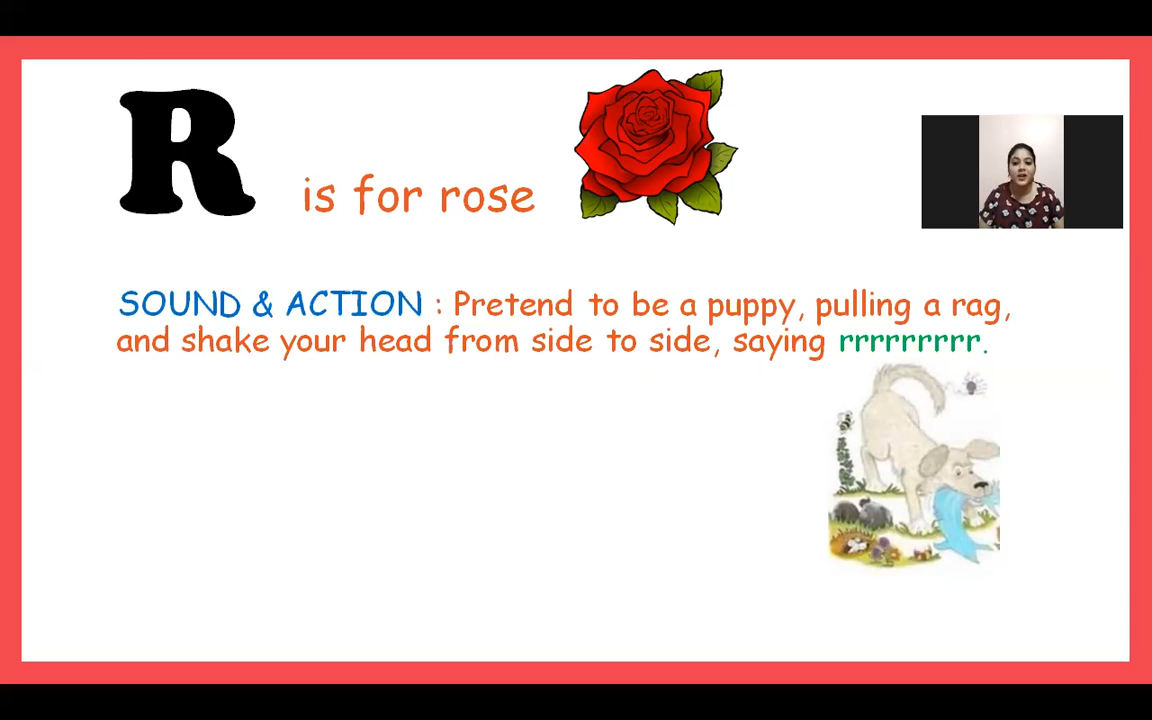 R is for rose
SOUND & ACTION : Pretend to be a puppy, pulling a rag,
and shake your head from side to side, saying rrrrrrrrr.